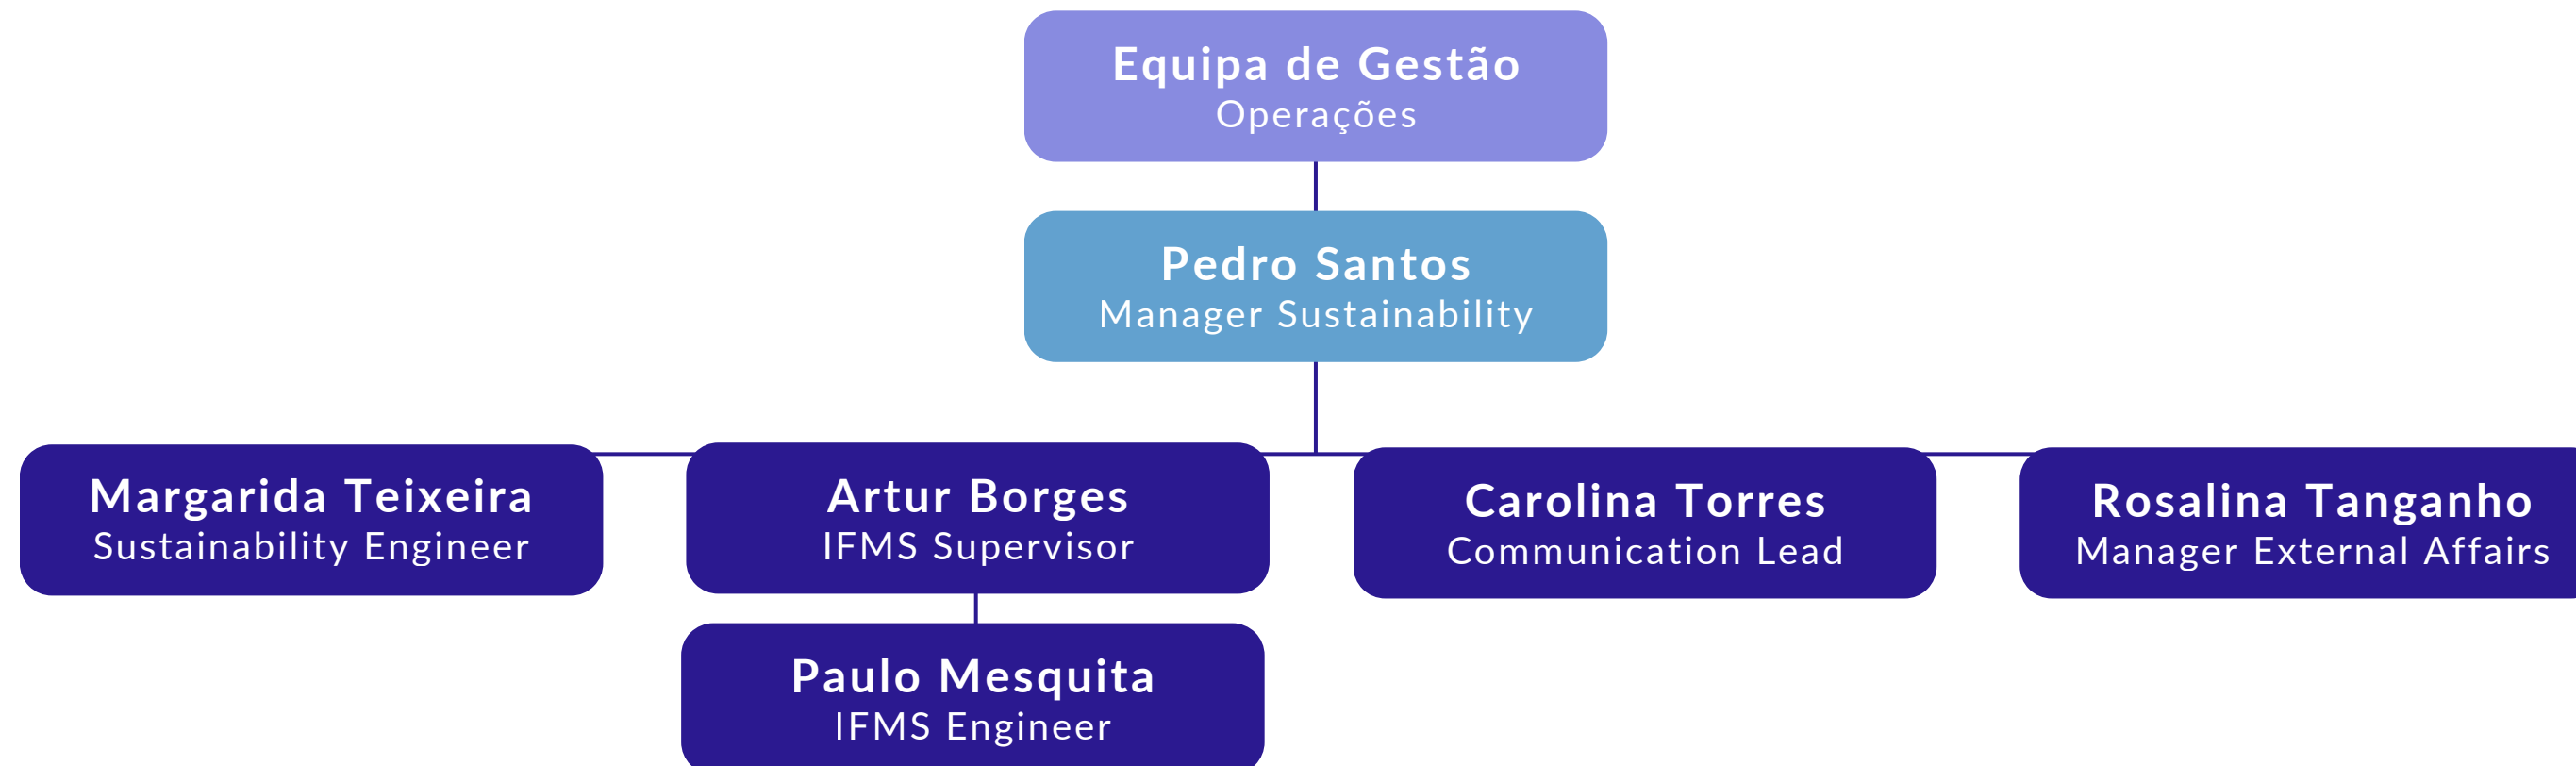 Equipa de Gestão
Operações
Pedro Santos
Manager Sustainability
Margarida Teixeira
Sustainability Engineer
Artur Borges
IFMS Supervisor
Carolina Torres
Communication Lead
Rosalina Tanganho
Manager External Affairs
Paulo Mesquita
IFMS Engineer